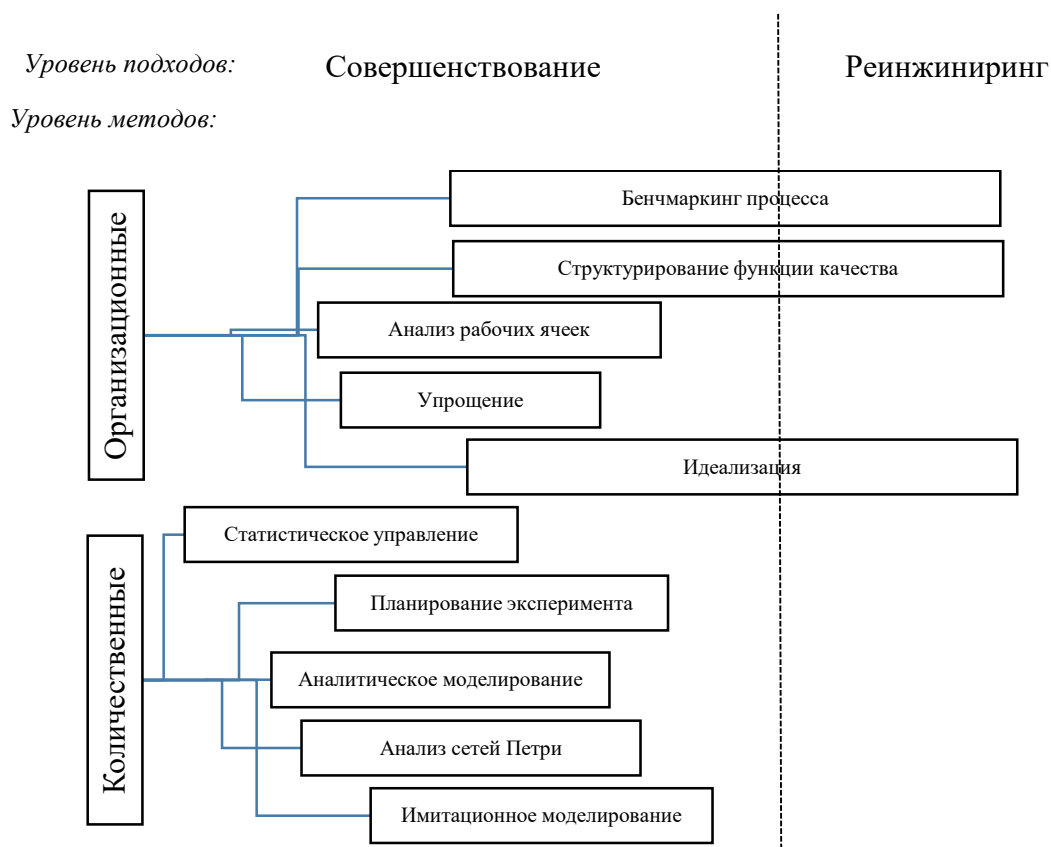 Уровень подходов:
Совершенствование
Реинжиниринг
Уровень методов:
Организационные
Бенчмаркинг процесса
Структурирование функции качества
Анализ рабочих ячеек
Упрощение
Идеализация
Количественные
Статистическое управление
Планирование эксперимента
Аналитическое моделирование
Анализ сетей Петри
Имитационное моделирование